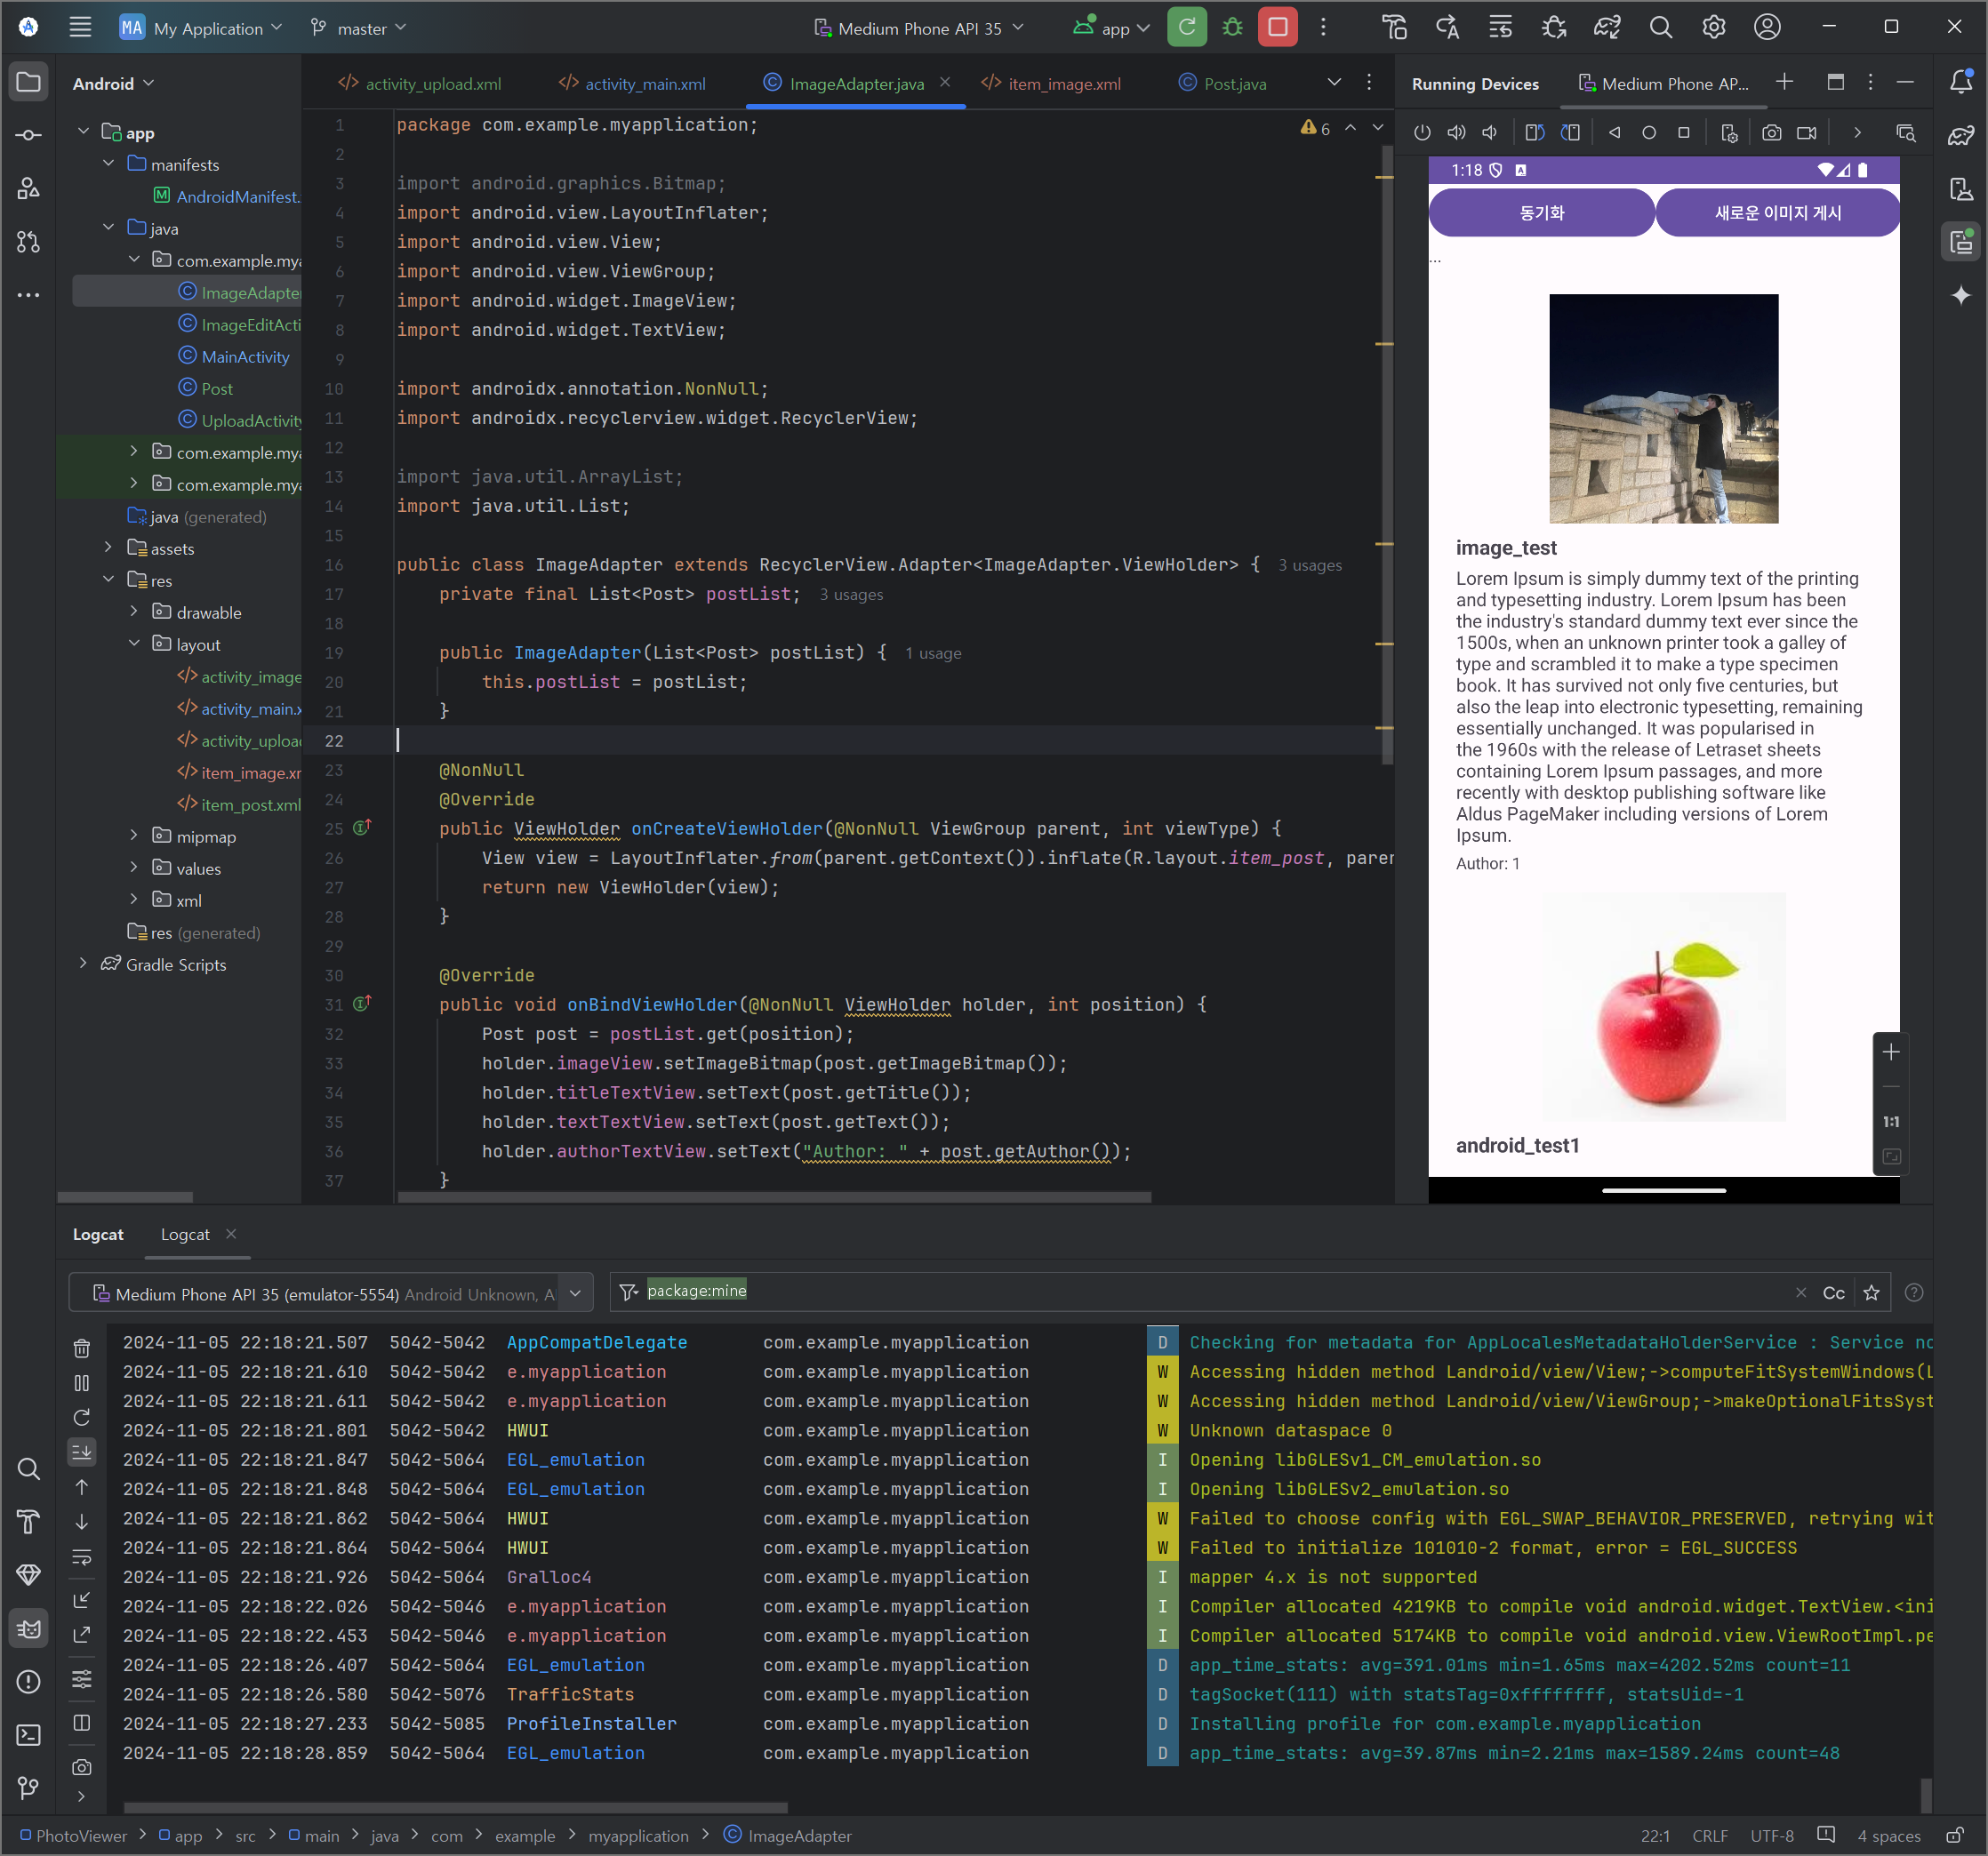 MA My Application
master
Medium Phone API 35
app
Android
activity_upload.xml
activity_main.xml
ImageAdapter.java
item_image.xml
Post.java
Running Devices
Medium Phone AP...
app
manifests
AndroidManifest.
java
com.example.mya
ImageAdapter
ImageEditActi
MainActivity
Post
UploadActivity
com.example.mya
com.example.mya
java (generated)
assets
res
drawable
layout
activity_image
activity_main.x
activity_upload
item_image.xm
item_post.xml
mipmap
values
xml
res (generated)
Gradle Scripts
6
1 package com.example.myapplication;
2
3 import android.graphics.Bitmap;
4 import android.view.LayoutInflater;
5 import android.view.View;
6 import android.view.ViewGroup;
7 import android.widget.ImageView;
8 import android.widget.TextView;
9
10 import androidx.annotation.NonNull;
11 import androidx.recyclerview.widget.RecyclerView;
12
13 import java.util.ArrayList;
14 import java.util.List;
15
16 public class ImageAdapter extends RecyclerView.Adapter<ImageAdapter.ViewHolder> { 3 usages
17 private final List<Post> postList; 3 usages
18
19 public ImageAdapter(List<Post> postList) { 1 usage
20 this.postList = postList;
21 }
22
23 @NonNull
24 @Override
25 public ViewHolder onCreateViewHolder(@NonNull ViewGroup parent, int viewType) {
26 View view = LayoutInflater.from(parent.getContext()).inflate(R.layout.item_post, paren
27 return new ViewHolder(view);
28 }
29
30 @Override
31 public void onBindViewHolder(@NonNull ViewHolder holder, int position) {
32 Post post = postList.get(position);
33 holder.imageView.setImageBitmap(post.getImageBitmap());
34 holder.titleTextView.setText(post.getTitle());
35 holder.textTextView.setText(post.getText());
36 holder.authorTextView.setText("Author: " + post.getAuthor());
37 }
1:18
동기화
새로운 이미지 게시
...
image_test
Lorem Ipsum is simply dummy text of the printing
and typesetting industry. Lorem Ipsum has been
the industry's standard dummy text ever since the
1500s, when an unknown printer took a galley of
type and scrambled it to make a type specimen
book. It has survived not only five centuries, but
also the leap into electronic typesetting, remaining
essentially unchanged. It was popularised in
the 1960s with the release of Letraset sheets
containing Lorem Ipsum passages, and more
recently with desktop publishing software like
Aldus PageMaker including versions of Lorem
Ipsum.
Author: 1
android_test1
1:1
Logcat
Logcat
Medium Phone API 35 (emulator-5554) Android Unknown, A
package:mine
Cc
2024-11-05 22:18:21.507 5042-5042 AppCompatDelegate com.example.myapplication D Checking for metadata for AppLocalesMetadataHolderService : Service no
2024-11-05 22:18:21.610 5042-5042 e.myapplication com.example.myapplication W Accessing hidden method Landroid/view/View;->computeFitSystemWindows(L
2024-11-05 22:18:21.611 5042-5042 e.myapplication com.example.myapplication W Accessing hidden method Landroid/view/ViewGroup;->makeOptionalFitsSyst
2024-11-05 22:18:21.801 5042-5042 HWUI com.example.myapplication W Unknown dataspace 0
2024-11-05 22:18:21.847 5042-5064 EGL_emulation com.example.myapplication I Opening libGLESv1_CM_emulation.so
2024-11-05 22:18:21.848 5042-5064 EGL_emulation com.example.myapplication I Opening libGLESv2_emulation.so
2024-11-05 22:18:21.862 5042-5064 HWUI com.example.myapplication W Failed to choose config with EGL_SWAP_BEHAVIOR_PRESERVED, retrying wit
2024-11-05 22:18:21.864 5042-5064 HWUI com.example.myapplication W Failed to initialize 101010-2 format, error = EGL_SUCCESS
2024-11-05 22:18:21.926 5042-5064 Gralloc4 com.example.myapplication I mapper 4.x is not supported
2024-11-05 22:18:22.026 5042-5046 e.myapplication com.example.myapplication I Compiler allocated 4219KB to compile void android.widget.TextView.<ini
2024-11-05 22:18:22.453 5042-5046 e.myapplication com.example.myapplication I Compiler allocated 5174KB to compile void android.view.ViewRootImpl.pe
2024-11-05 22:18:26.407 5042-5064 EGL_emulation com.example.myapplication D app_time_stats: avg=391.01ms min=1.65ms max=4202.52ms count=11
2024-11-05 22:18:26.580 5042-5076 TrafficStats com.example.myapplication D tagSocket(111) with statsTag=0xffffffff, statsUid=-1
2024-11-05 22:18:27.233 5042-5085 ProfileInstaller com.example.myapplication D Installing profile for com.example.myapplication
2024-11-05 22:18:28.859 5042-5064 EGL_emulation com.example.myapplication D app_time_stats: avg=39.87ms min=2.21ms max=1589.24ms count=48
PhotoViewer > app > src > main > java > com > example > myapplication > ImageAdapter
22:1 CRLF UTF-8 4 spaces